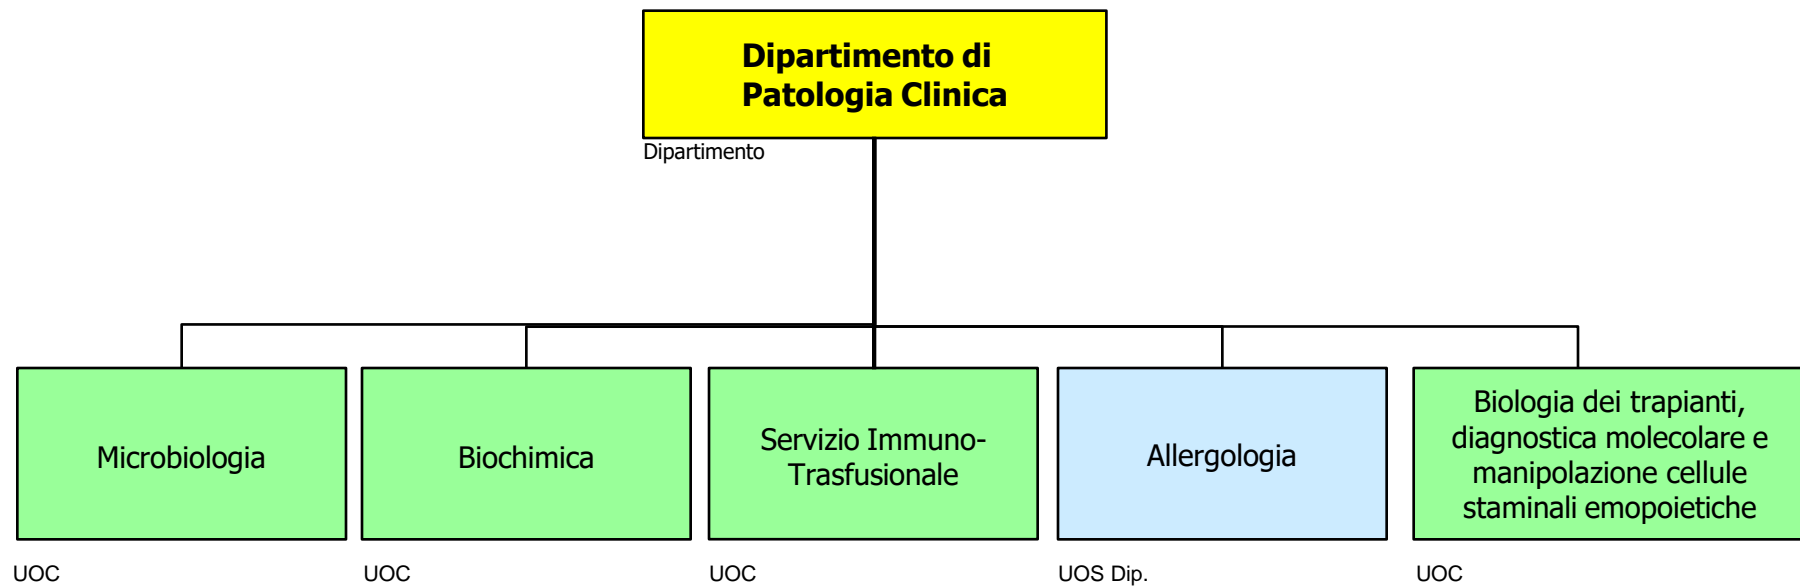 Dipartimento di
Patologia Clinica
Dipartimento
Microbiologia
Biochimica
Servizio Immuno-
Trasfusionale
Allergologia
Biologia dei trapianti,
diagnostica molecolare e
manipolazione cellule
staminali emopoietiche
UOC
UOC
UOC
UOS Dip.
UOC